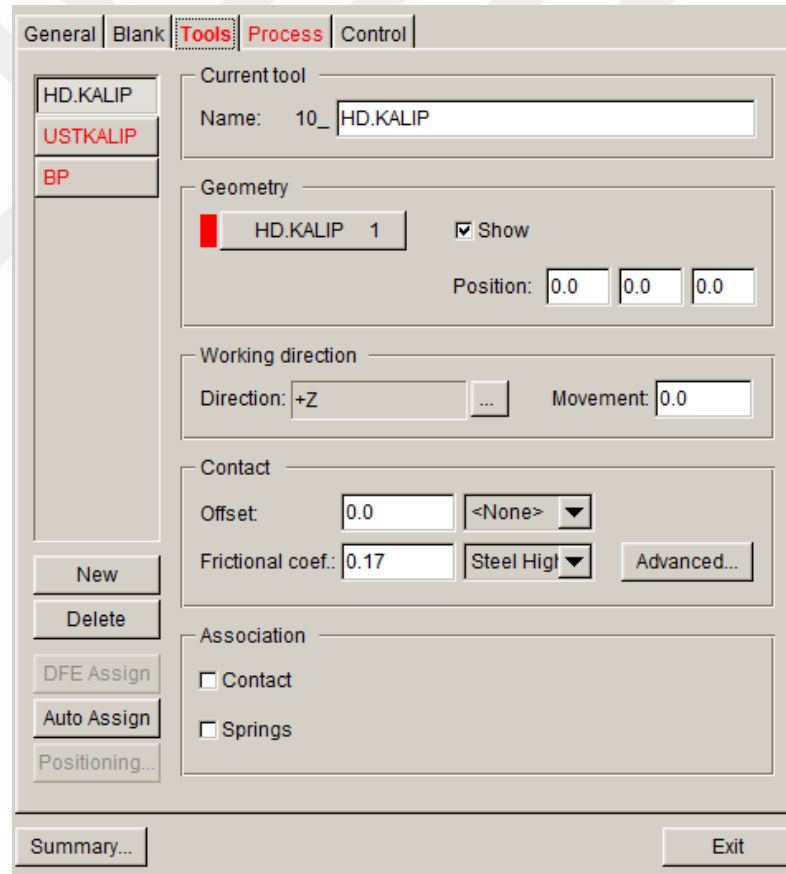 General Blank Tools Process Control
HD.KALIP
USTKALIP
BP
New
Delete
DFE Assign
Auto Assign
Positioning...
Current tool
Name: 10_ HD.KALIP
Geometry
HD.KALIP 1 Show
Position: 0.0 0.0 0.0
Working direction
Direction: +Z ... Movement: 0.0
Contact
Offset: 0.0 <None>
Frictional coef.: 0.17 Steel High Advanced...
Association
Contact
Springs
Summary... Exit